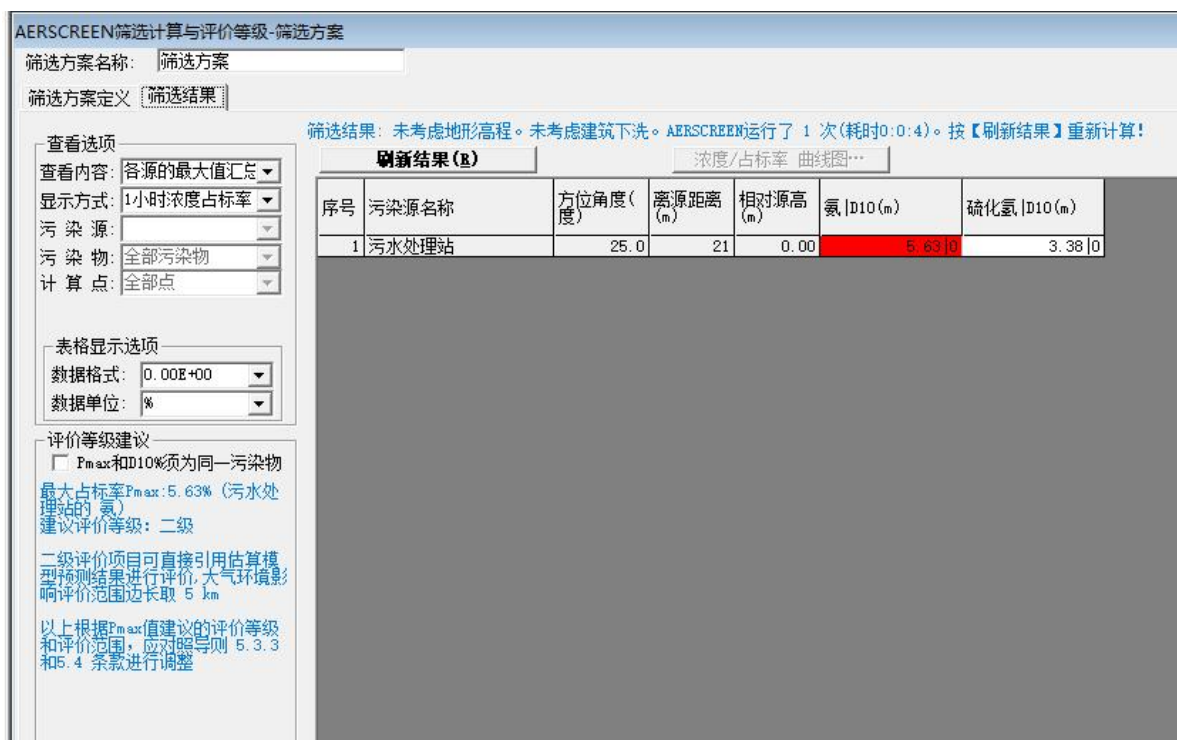 AERSCREEN筛选计算与评价等级-筛选方案
筛选方案名称: 筛选方案
筛选方案定义 筛选结果
筛选结果: 未考虑地形高程。未考虑建筑下洗。AERSCREEN运行了 1 次(耗时0:0:4)。按【刷新结果】重新计算!
刷新结果(R) 浓度/占标率 曲线图…
查看选项
查看内容: 各源的最大值汇总
显示方式: 1小时浓度占标率
污 染 源:
污 染 物: 全部污染物
计 算 点: 全部点
序号 污染源名称 方位角度(度) 离源距离(m) 相对源高(m) 氨|D10(m) 硫化氢|D10(m)
1 污水处理站 25.0 21 0.00 5.63|0 3.38|0
表格显示选项
数据格式: 0.00E+00
数据单位: %
评价等级建议
Pmax和D10%须为同一污染物
最大占标率Pmax:5.63% (污水处
理站的 氨)
建议评价等级: 二级
二级评价项目可直接引用估算模
型预测结果进行评价,大气环境影
响评价范围边长取 5 km
以上根据Pmax值建议的评价等级
和评价范围，应对照导则 5.3.3
和5.4 条款进行调整